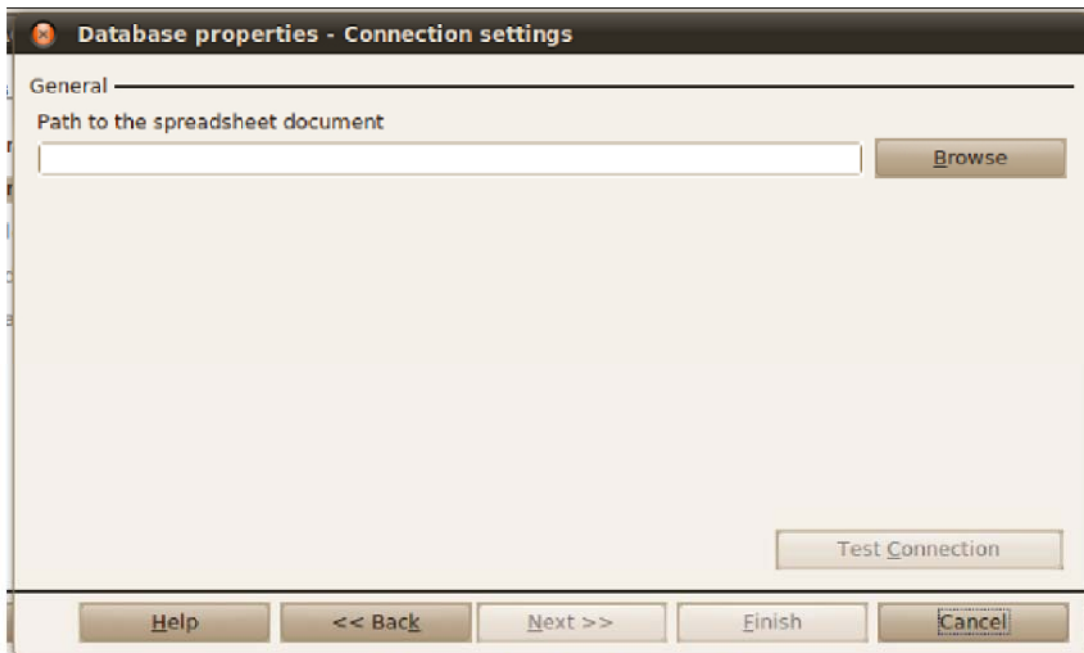 Database properties - Connection settings
General
Path to the spreadsheet document
Browse
Test Connection
Help
<< Back
Next >>
Finish
Cancel